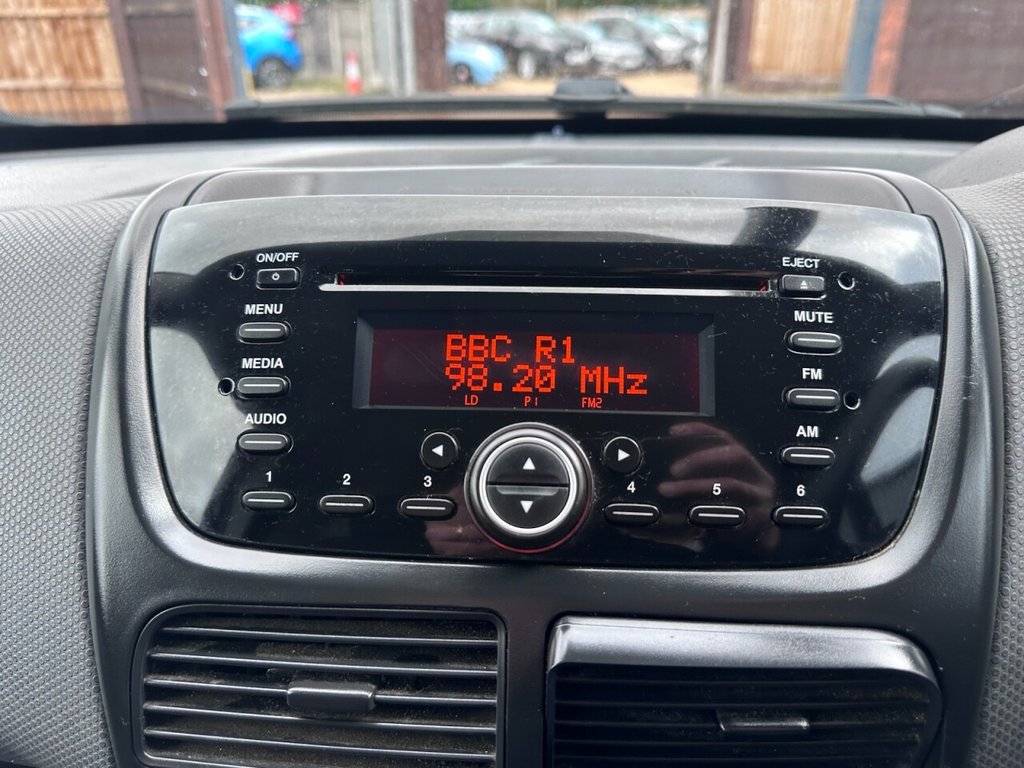 ON/OFF
EJECT
MENU
MUTE
MEDIA
BBC R1
98.20 MHz
LD P1 FM2
FM
AUDIO
AM
1 2 3 4 5 6